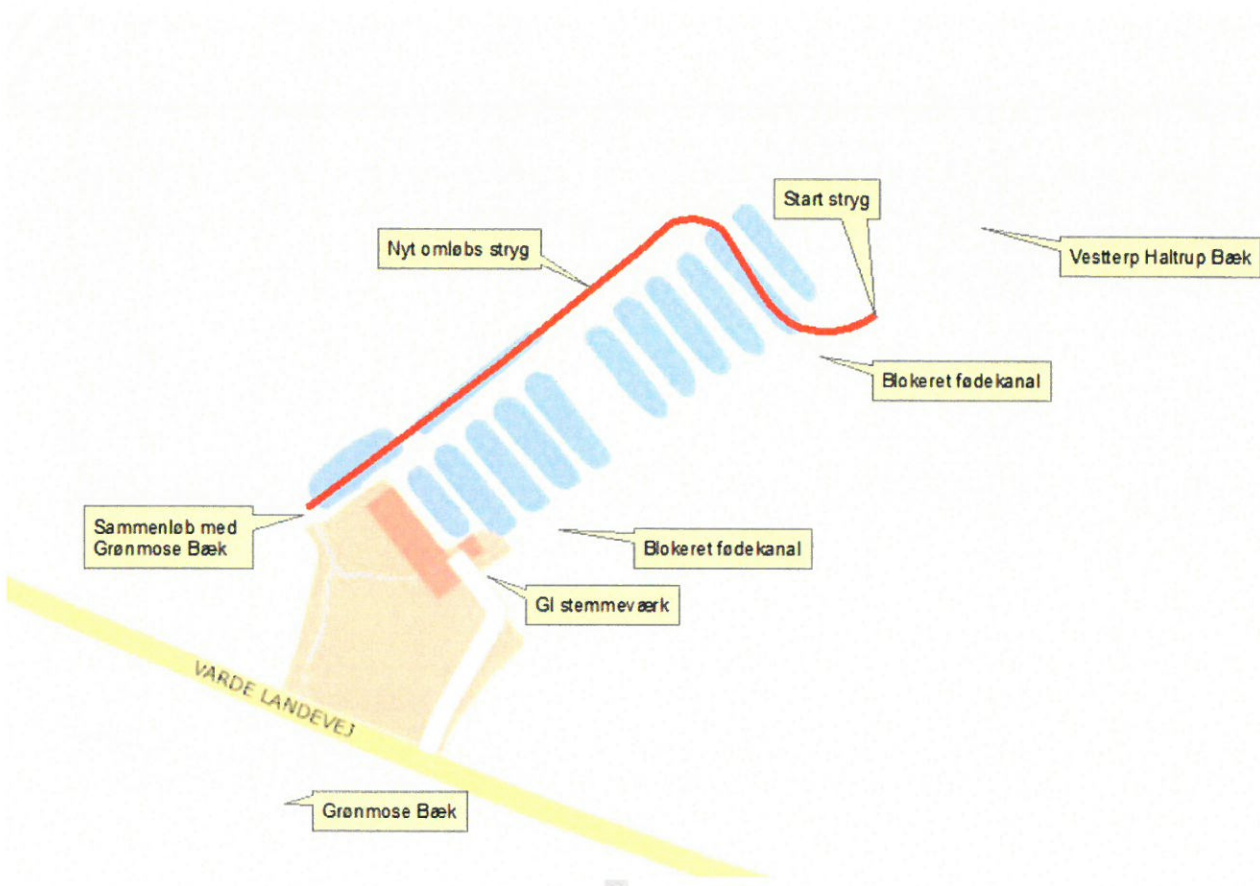 Start stryg
Nyt omløbs stryg
Vestterp Haltrup Bæk
Blokeret fødekanal
Sammenløb med
Grønmose Bæk
Blokeret fødekanal
Gl stemmeværk
VARDE LANDEVEJ
Grønmose Bæk